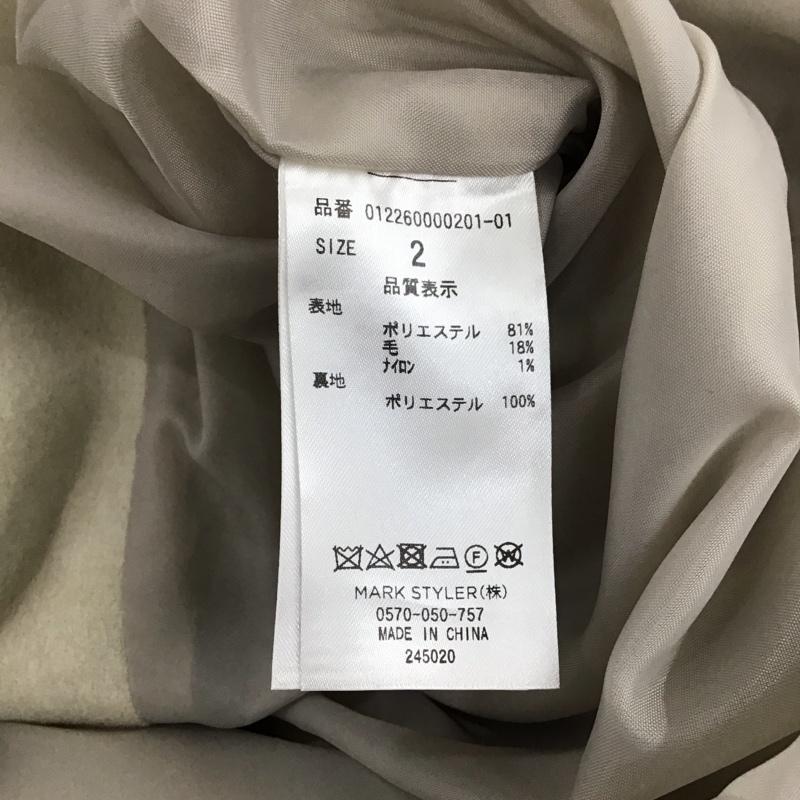 品番 012260000201-01
SIZE 2
品質表示
表地
ポリエステル 81%
毛 18%
ナイロン 1%
裏地
ポリエステル 100%
F W
MARK STYLER(株)
0570-050-757
MADE IN CHINA
245020